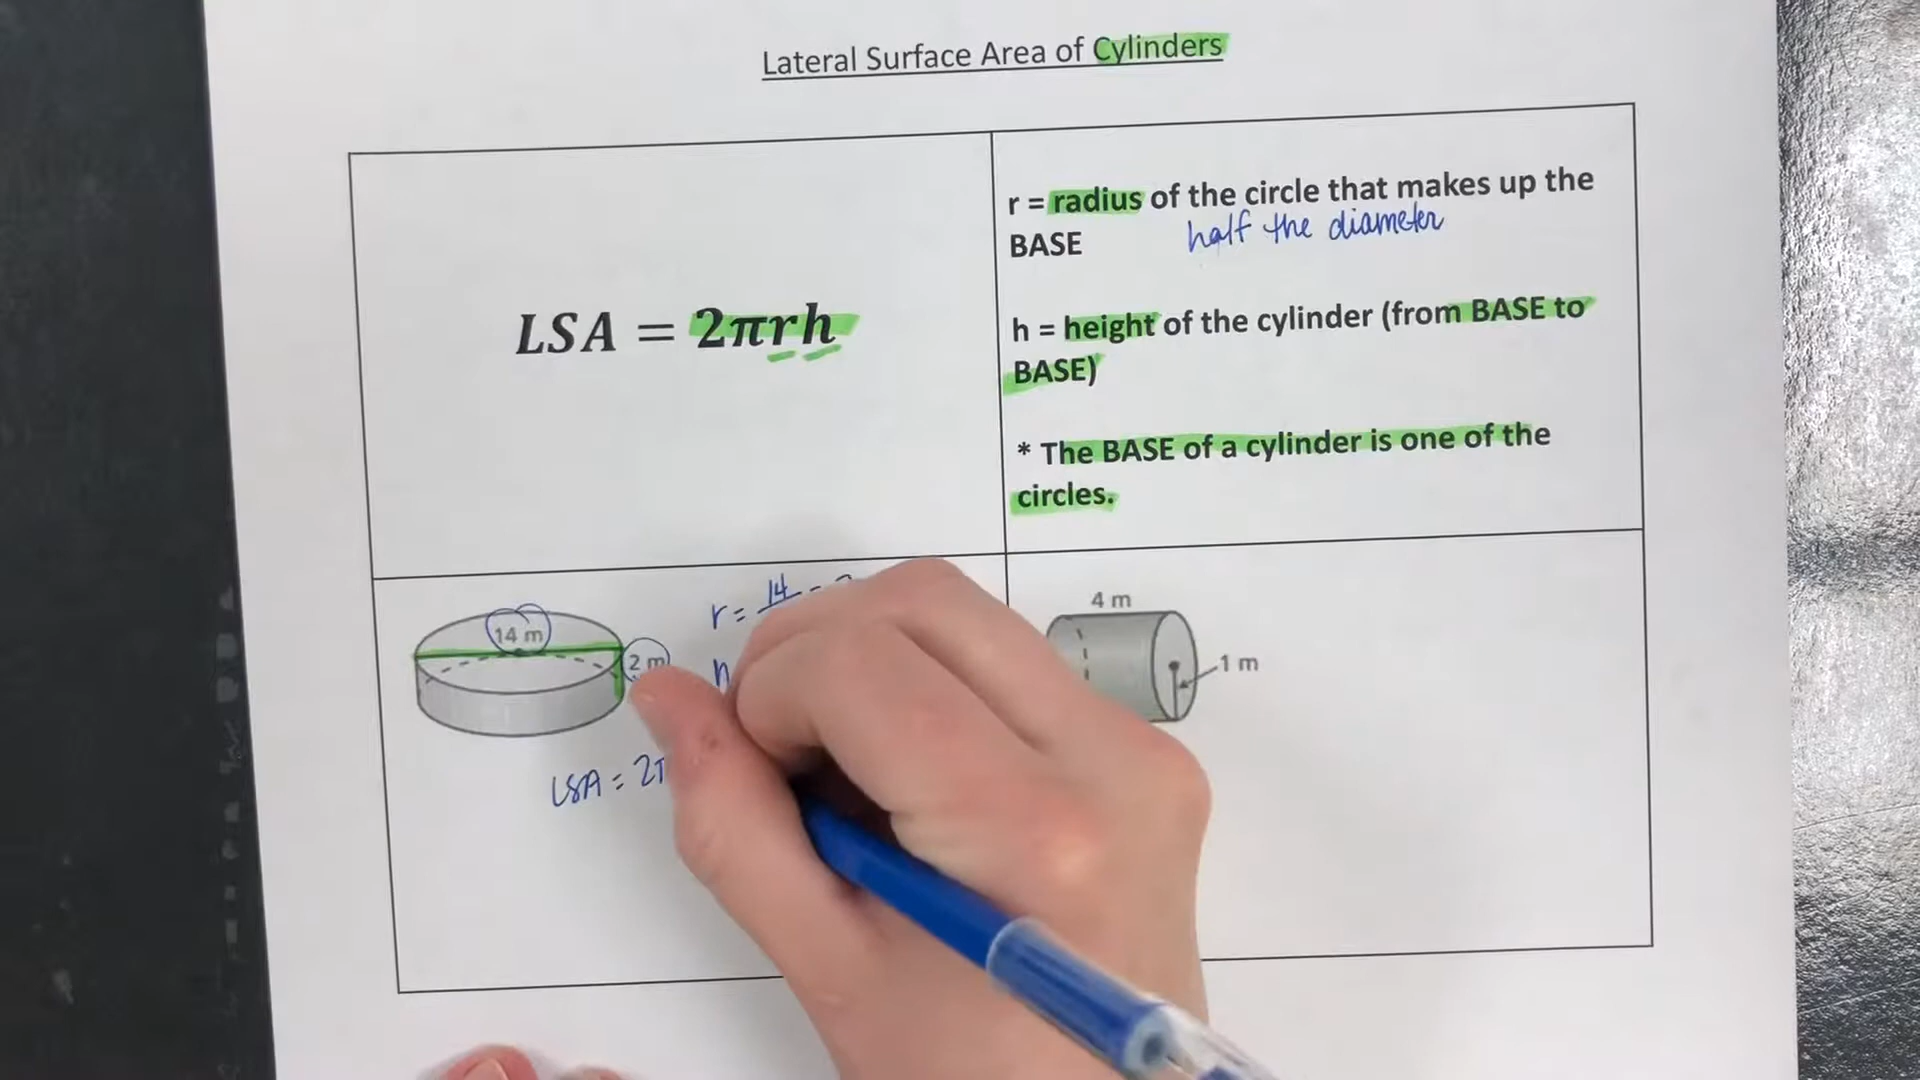 Lateral Surface Area of Cylinders
LSA = 2πrh
r = radius of the circle that makes up the
BASE half the diameter
h = height of the cylinder (from BASE to
BASE)
* The BASE of a cylinder is one of the
circles.
14 m
2 m
r = 14
h
LSA = 2π
4 m
1 m